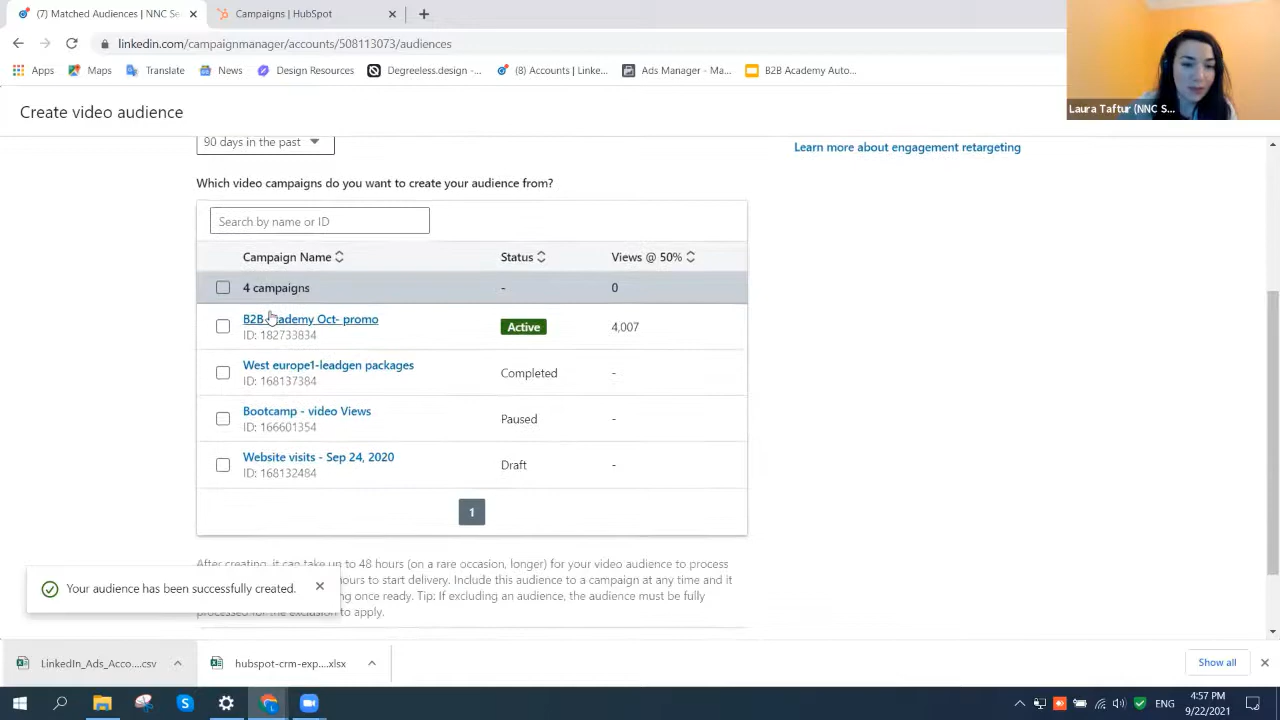 (7) Matched Audiences | NNC Se
Campaigns | HubSpot
linkedin.com/campaignmanager/accounts/508113073/audiences
Apps
Maps
Translate
News
Design Resources
Degreeless.design - ...
(8) Accounts | Linke...
Ads Manager - Ma...
B2B Academy Auto...
Laura Taftur (NNC S...
Create video audience
90 days in the past
Learn more about engagement retargeting
Which video campaigns do you want to create your audience from?
Search by name or ID
Campaign Name
Status
Views @ 50%
4 campaigns
-
0
B2B Academy Oct- promo
ID: 182733834
Active
4,007
West europe1-leadgen packages
ID: 168137384
Completed
-
Bootcamp - video Views
ID: 166601354
Paused
-
Website visits - Sep 24, 2020
ID: 168132484
Draft
-
1
After creating, it can take up to 48 hours (on a rare occasion, longer) for your video audience to process
hours to start delivery. Include this audience to a campaign at any time and it
ng once ready. Tip: If excluding an audience, the audience must be fully
processed for the exclusion to apply.
Your audience has been successfully created.
LinkedIn_Ads_Acco....csv
hubspot-crm-exp....xlsx
Show all
ENG
4:57 PM
9/22/2021